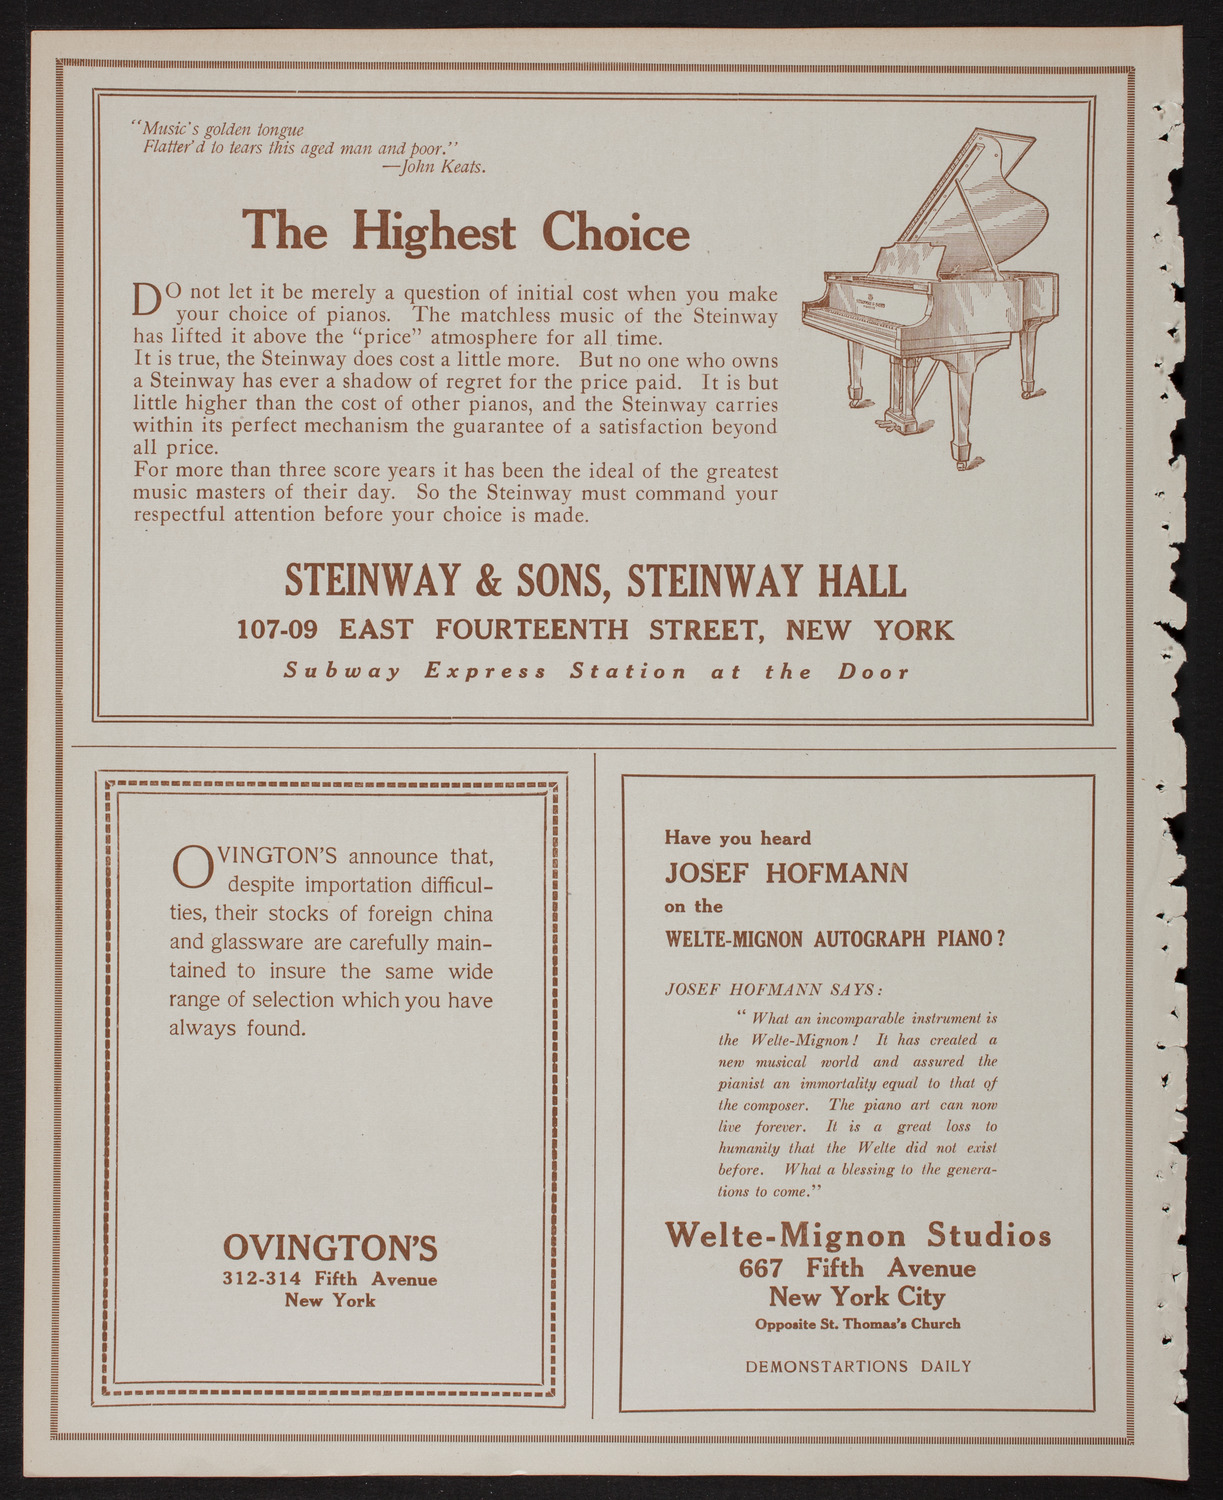 “Music's golden tongue
Flatter'd to tears this aged man and poor.”
—John Keats.
The Highest Choice
DO not let it be merely a question of initial cost when you make
your choice of pianos. The matchless music of the Steinway
has lifted it above the “price” atmosphere for all time.
It is true, the Steinway does cost a little more. But no one who owns
a Steinway has ever a shadow of regret for the price paid. It is but
little higher than the cost of other pianos, and the Steinway carries
within its perfect mechanism the guarantee of a satisfaction beyond
all price.
For more than three score years it has been the ideal of the greatest
music masters of their day. So the Steinway must command your
respectful attention before your choice is made.
STEINWAY & SONS, STEINWAY HALL
107-09 EAST FOURTEENTH STREET, NEW YORK
Subway Express Station at the Door
OVINGTON'S announce that,
despite importation difficul-
ties, their stocks of foreign china
and glassware are carefully main-
tained to insure the same wide
range of selection which you have
always found.
OVINGTON'S
312-314 Fifth Avenue
New York
Have you heard
JOSEF HOFMANN
on the
WELTE-MIGNON AUTOGRAPH PIANO?
JOSEF HOFMANN SAYS:
“What an incomparable instrument is
the Welte-Mignon! It has created a
new musical world and assured the
pianist an immortality equal to that of
the composer. The piano art can now
live forever. It is a great loss to
humanity that the Welte did not exist
before. What a blessing to the genera-
tions to come.”
Welte-Mignon Studios
667 Fifth Avenue
New York City
Opposite St. Thomas's Church
DEMONSTARTIONS DAILY